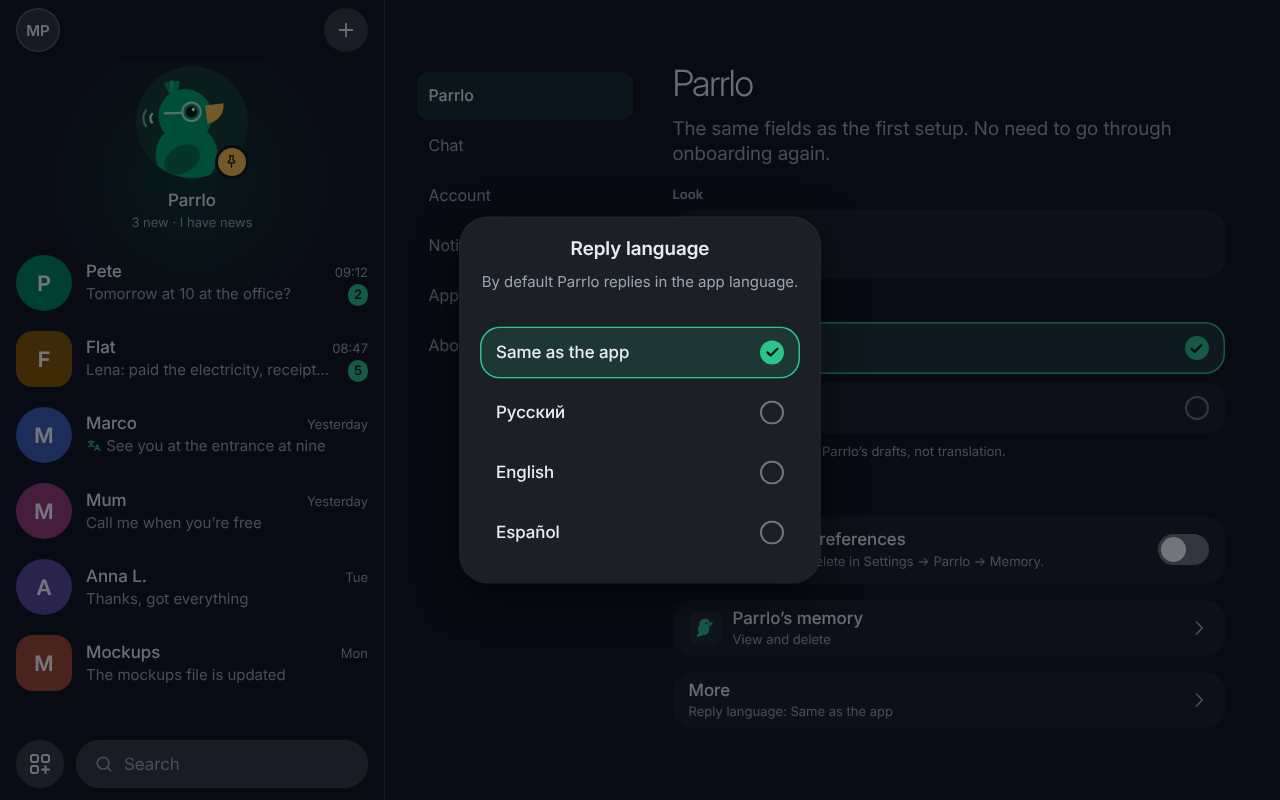 MP
Parrlo
3 new · I have news
P
Pete
09:12
Tomorrow at 10 at the office?
2
F
Flat
08:47
Lena: paid the electricity, receipt...
5
M
Marco
Yesterday
See you at the entrance at nine
M
Mum
Yesterday
Call me when you’re free
A
Anna L.
Tue
Thanks, got everything
M
Mockups
Mon
The mockups file is updated
Search
Parrlo
Chat
Account
Parrlo
The same fields as the first setup. No need to go through
onboarding again.
Look
Reply language
By default Parrlo replies in the app language.
Same as the app
Русский
English
Español
Parrlo’s drafts, not translation.
in Settings → Parrlo → Memory.
Parrlo’s memory
View and delete
More
Reply language: Same as the app